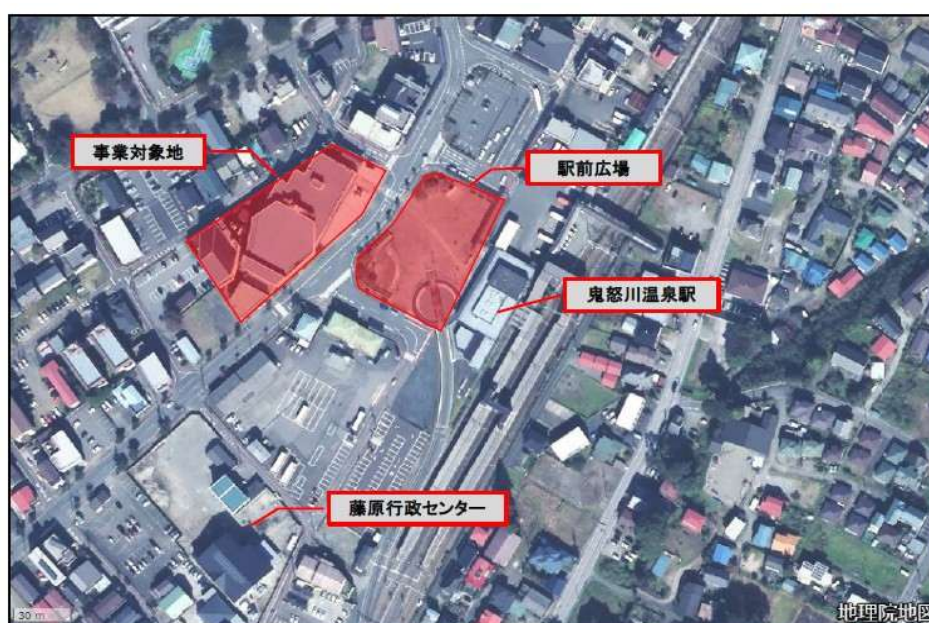 事業対象地
駅前広場
鬼怒川温泉駅
藤原行政センター
30 m
地理院地図